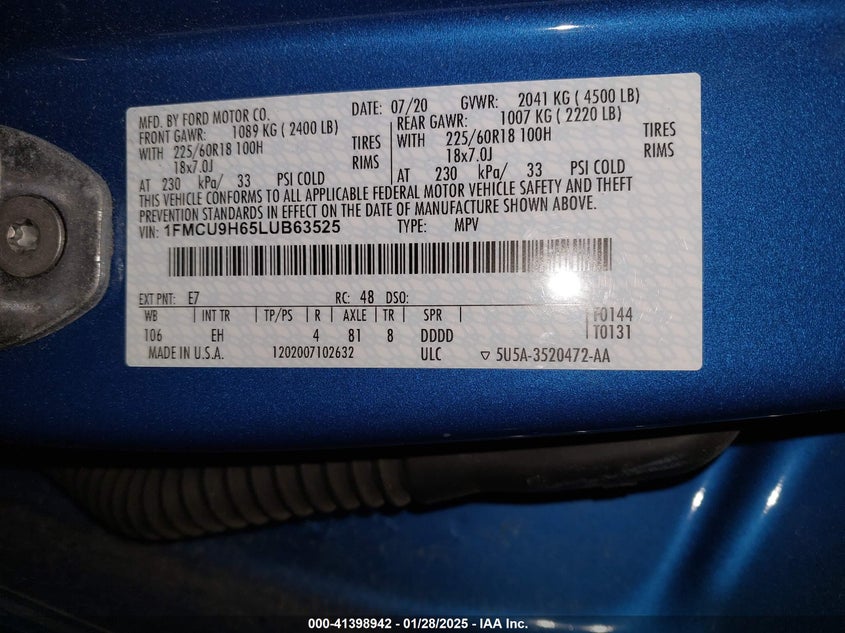 MFD. BY FORD MOTOR CO.
DATE: 07/20 GVWR: 2041 KG ( 4500 LB)
FRONT GAWR: 1089 KG ( 2400 LB)
WITH 225/60R18 100H TIRES
18x7.0J RIMS
AT 230 kPa/ 33 PSI COLD
REAR GAWR: 1007 KG ( 2220 LB)
WITH 225/60R18 100H TIRES
18x7.0J RIMS
AT 230 kPa/ 33 PSI COLD
THIS VEHICLE CONFORMS TO ALL APPLICABLE FEDERAL MOTOR VEHICLE SAFETY AND THEFT
PREVENTION STANDARDS IN EFFECT ON THE DATE OF MANUFACTURE SHOWN ABOVE.
VIN: 1FMCU9H65LUB63525 TYPE: MPV
EXT PNT: E7 RC: 48 DSO:
WB INT TR TP/PS R AXLE TR SPR F0144
106 EH 4 81 8 DDDD T0131
MADE IN U.S.A. 1202007102632 ULC ▽ 5U5A-3520472-AA
000-41398942 - 01/28/2025 - IAA Inc.